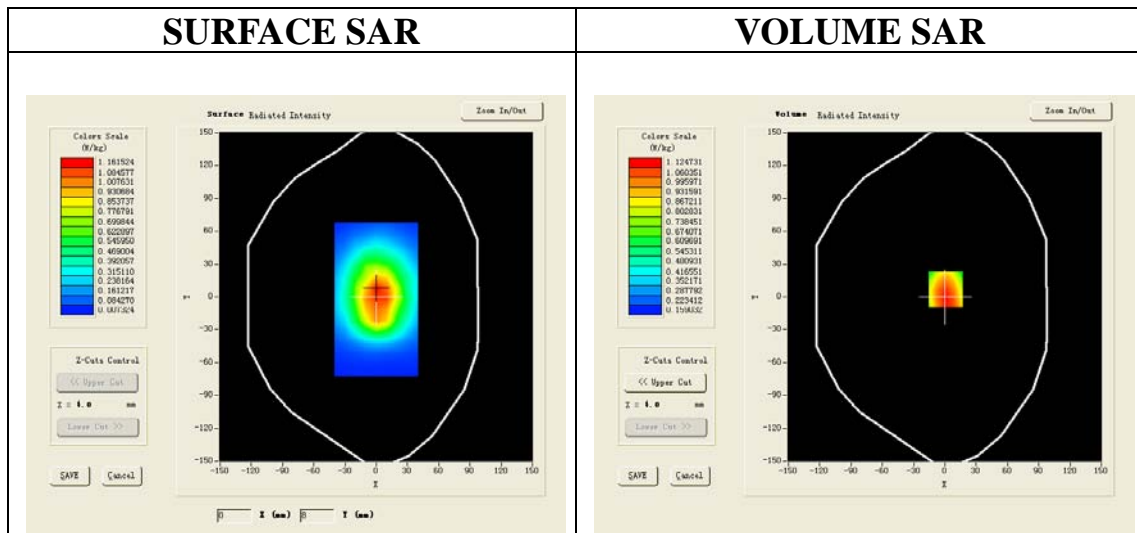 SURFACE SAR
VOLUME SAR
Surface Radiated Intensity
Zoom In/Out
Colors Scale
(W/kg)
1.161524
1.084577
1.007631
0.930684
0.853737
0.776791
0.699844
0.622897
0.545950
0.469004
0.392057
0.315110
0.238164
0.161217
0.084270
0.007324
150
120
90
60
30
0
-30
-60
-90
-120
-150
Y
-150 -120 -90 -60 -30 0 30 60 90 120 150
X
Z-Cuts Control
<< Upper Cut
mm
Lower Cut >>
SAVE
Cancel
0 X (mm) 8 Y (mm)
Volume Radiated Intensity
Zoom In/Out
Colors Scale
(W/kg)
1.124731
1.060351
0.995971
0.931591
0.867211
0.802831
0.738451
0.674071
0.609691
0.545311
0.480931
0.416551
0.352171
0.287792
0.223412
0.159032
150
120
90
60
30
0
-30
-60
-90
-120
-150
Y
-150 -120 -90 -60 -30 0 30 60 90 120 150
X
Z-Cuts Control
<< Upper Cut
mm
Lower Cut >>
SAVE
Cancel